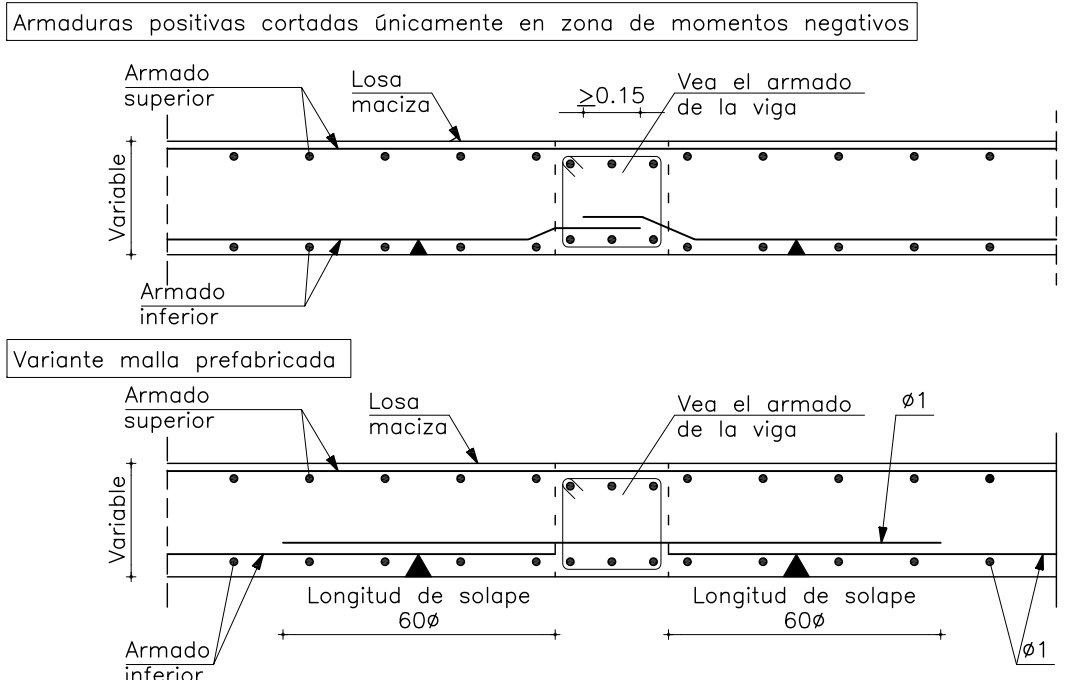 Armaduras positivas cortadas únicamente en zona de momentos negativos
Armado
superior
Losa
maciza
≥0.15
Vea el armado
de la viga
Variable
Armado
inferior
Variante malla prefabricada
Armado
superior
Losa
maciza
Vea el armado
de la viga
ø1
Variable
Longitud de solape
60ø
Longitud de solape
60ø
Armado
inferior
ø1